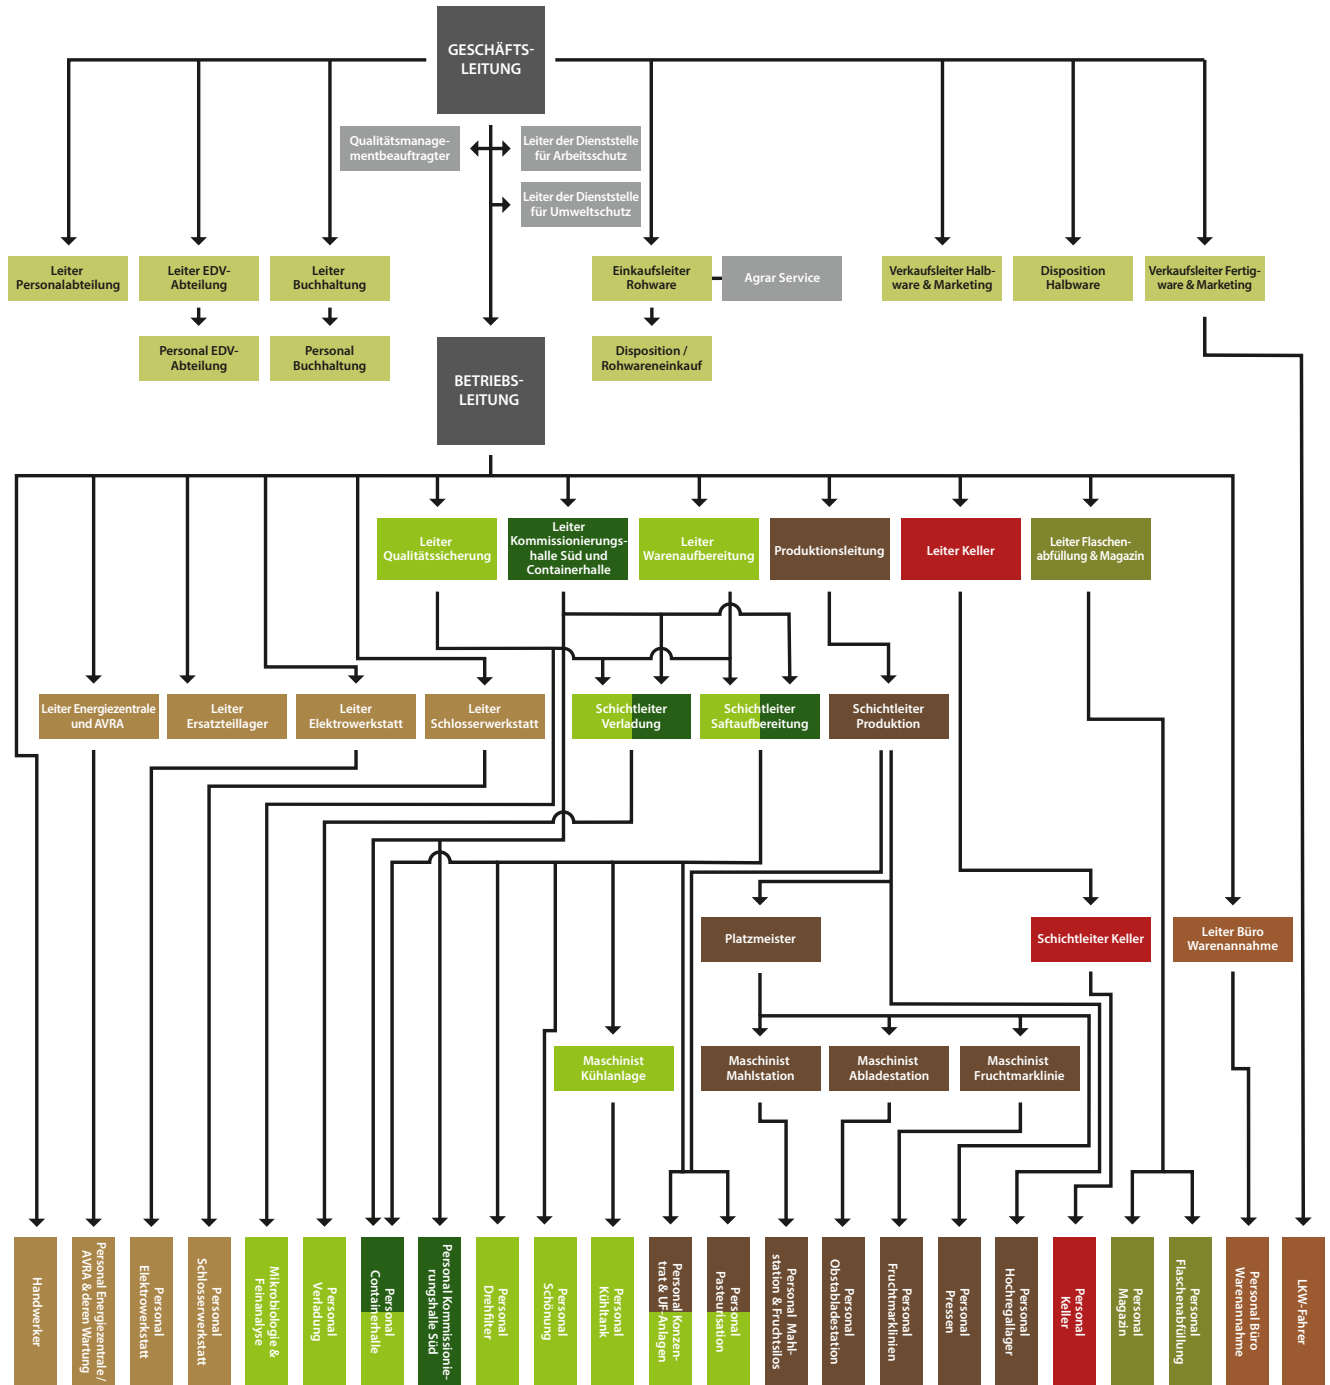 GESCHÄFTS-
LEITUNG
Qualitätsmanage-
mentbeauftragter
Leiter der Dienststelle
für Arbeitsschutz
Leiter der Dienststelle
für Umweltschutz
Leiter
Personalabteilung
Leiter EDV-
Abteilung
Leiter
Buchhaltung
Einkaufsleiter
Rohware
Agrar Service
Verkaufsleiter Halb-
ware & Marketing
Disposition
Halbware
Verkaufsleiter Fertig-
ware & Marketing
Personal EDV-
Abteilung
Personal
Buchhaltung
Disposition /
Rohwareneinkauf
BETRIEBS-
LEITUNG
Leiter
Qualitätssicherung
Leiter
Kommissionierungs-
halle Süd und
Containerhalle
Leiter
Warenaufbereitung
Produktionsleitung
Leiter Keller
Leiter Flaschen-
abfüllung & Magazin
Leiter Energiezentrale
und AVRA
Leiter
Ersatzteillager
Leiter
Elektrowerkstatt
Leiter
Schlosserwerkstatt
Schichtleiter
Verladung
Schichtleiter
Saftaufbereitung
Schichtleiter
Produktion
Platzmeister
Schichtleiter Keller
Leiter Büro
Warenannahme
Maschinist
Kühlanlage
Maschinist
Mahlstation
Maschinist
Abladestation
Maschinist
Fruchtmarklinie
Handwerker
Personal Energiezentrale /
AVRA & deren Wartung
Personal
Elektrowerkstatt
Personal
Schlosserwerkstatt
Mikrobiologie &
Feinanalyse
Personal
Verladung
Personal
Containerhalle
Personal Kommissionie-
rungshalle Süd
Personal
Drehfilter
Personal
Schönung
Personal
Kühltank
Personal Konzen-
trat & UF-Anlagen
Personal
Pasteurisation
Personal Mahl-
station & Fruchtsilos
Personal
Obstabladestation
Personal
Fruchtmarklinien
Personal
Pressen
Personal
Hochregallager
Personal
Keller
Personal
Magazin
Personal
Flaschenabfüllung
Personal Büro
Warenannahme
LKW-Fahrer